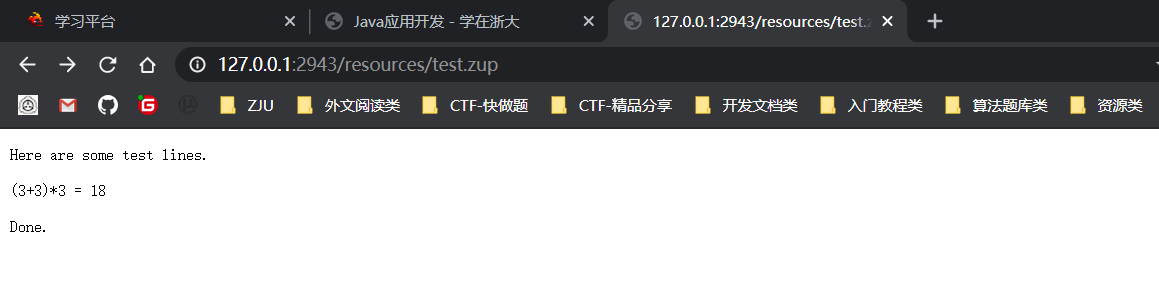 学习平台
Java应用开发 - 学在浙大
127.0.0.1:2943/resources/test.z
127.0.0.1:2943/resources/test.zup
ZJU
外文阅读类
CTF-快做题
CTF-精品分享
开发文档类
入门教程类
算法题库类
资源类
Here are some test lines.
(3+3)*3 = 18
Done.